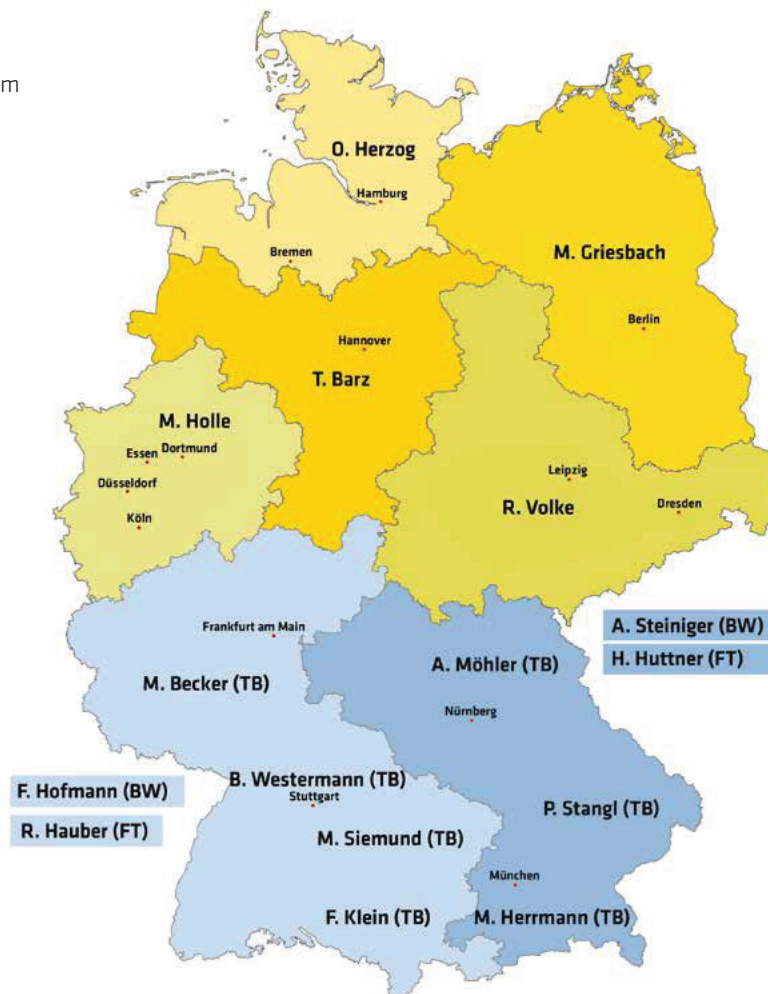 m
O. Herzog
Hamburg
Bremen
M. Griesbach
Berlin
Hannover
T. Barz
M. Holle
Essen
Dortmund
Düsseldorf
Köln
Leipzig
R. Volke
Dresden
Frankfurt am Main
M. Becker (TB)
A. Steiniger (BW)
H. Huttner (FT)
A. Möhler (TB)
Nürnberg
B. Westermann (TB)
Stuttgart
F. Hofmann (BW)
R. Hauber (FT)
P. Stangl (TB)
M. Siemund (TB)
München
F. Klein (TB)
M. Herrmann (TB)